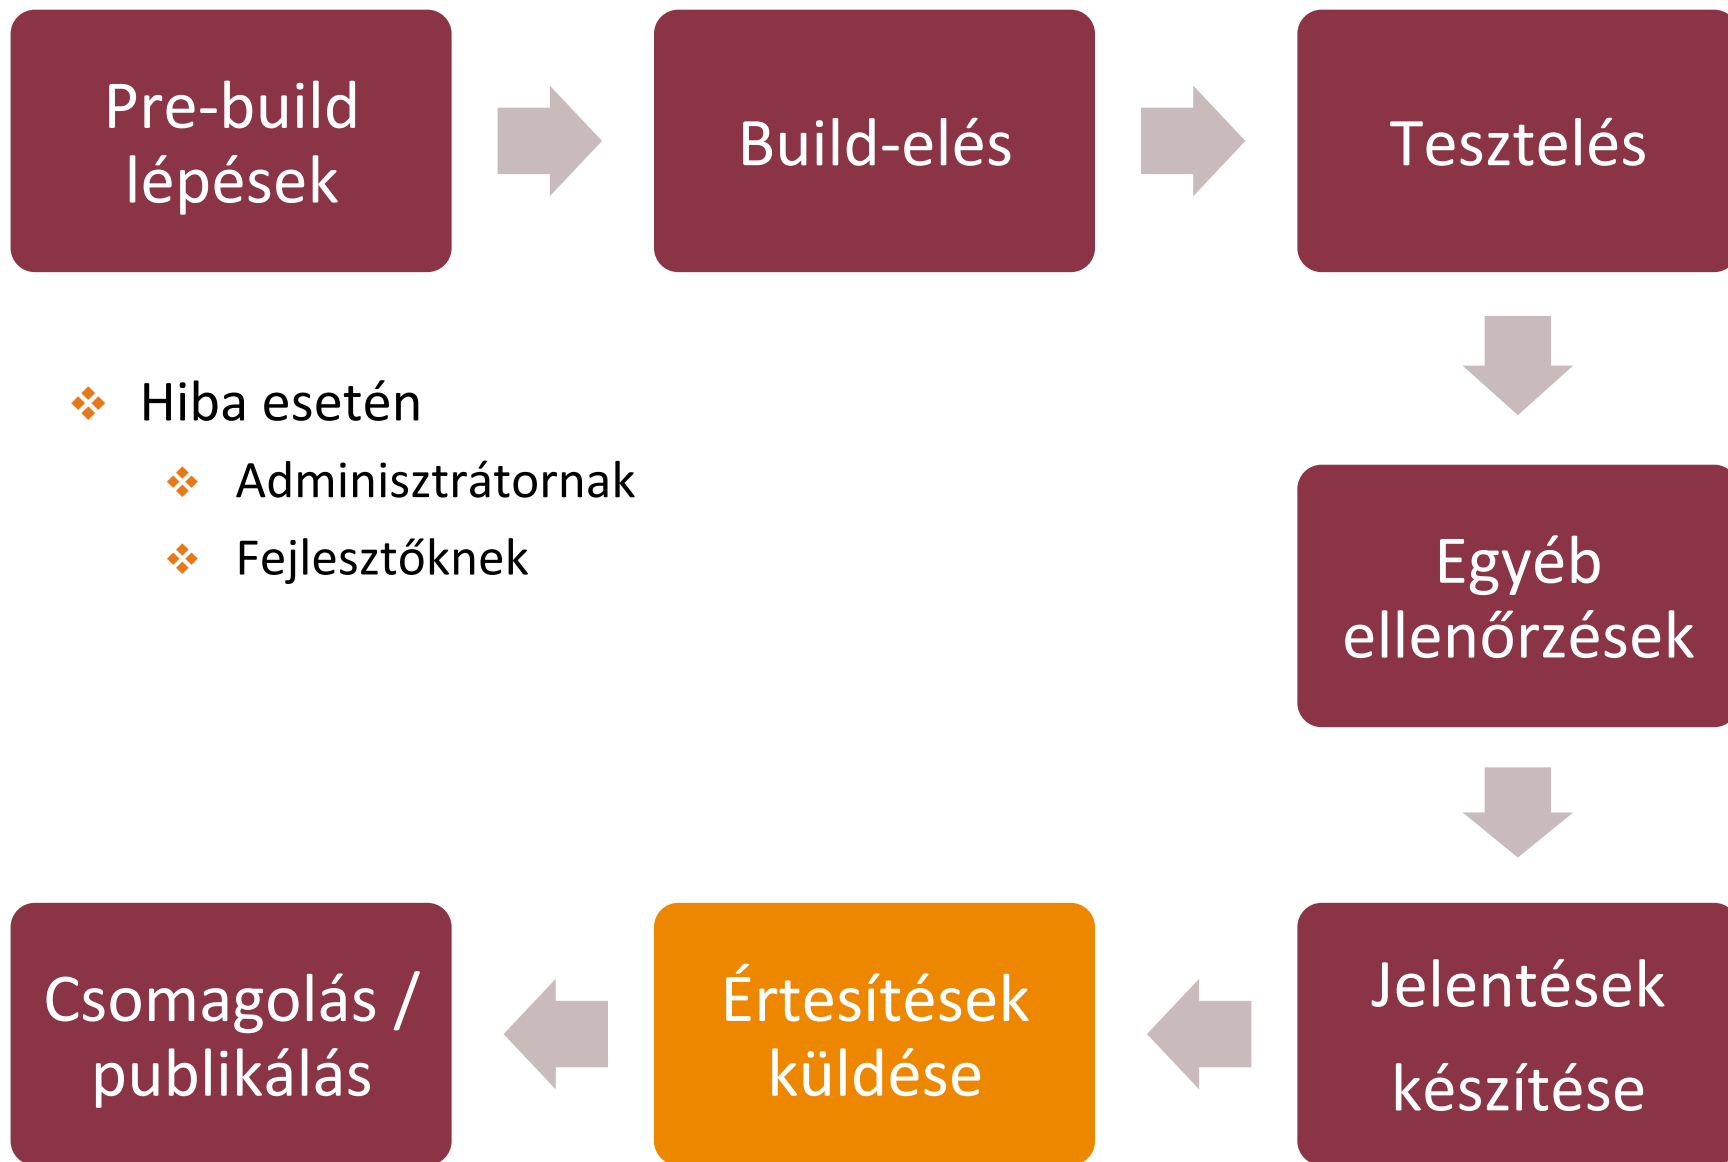 Pre-build
lépések
Build-elés
Tesztelés
Hiba esetén
Adminisztrátornak
Fejlesztőknek
Egyéb
ellenőrzések
Jelentések
készítése
Értesítések
küldése
Csomagolás /
publikálás